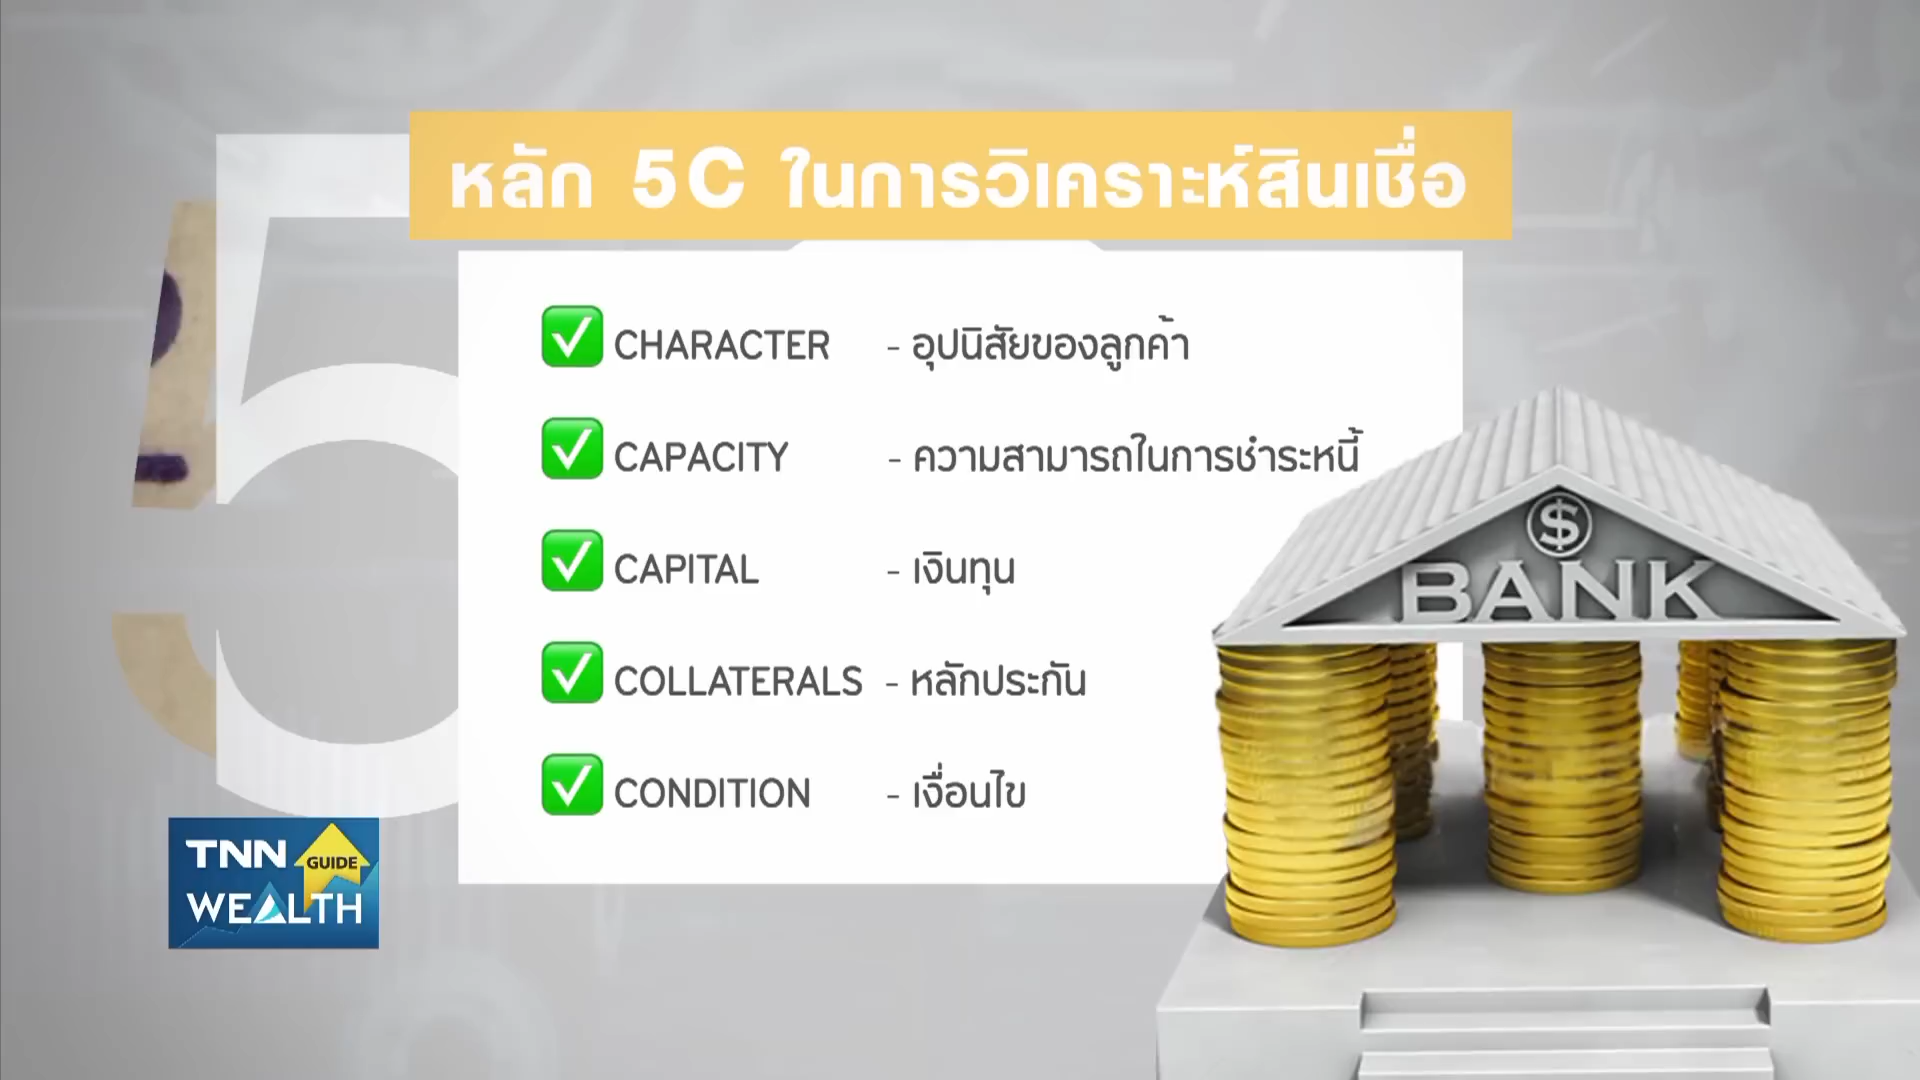 หลัก 5C ในการวิเคราะห์สินเชื่อ
CHARACTER - อุปนิสัยของลูกค้า
CAPACITY - ความสามารถในการชำระหนี้
CAPITAL - เงินทุน
COLLATERALS - หลักประกัน
CONDITION - เงื่อนไข
5
$
BANK
TNN GUIDE
WEALTH